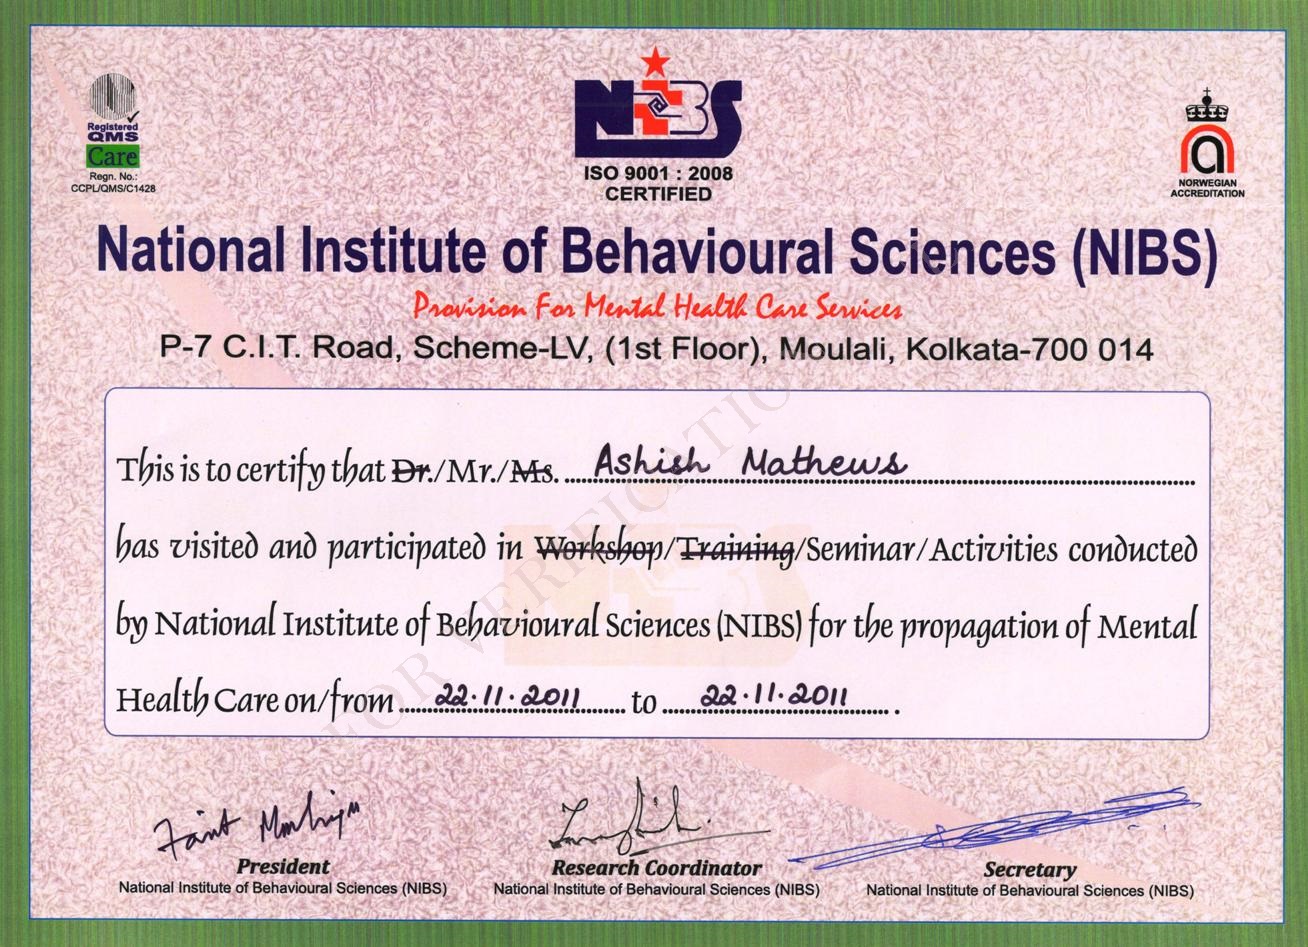 NIBS
Registered
QMS
Care
Regn. No.:
CCPL/QMS/C1428
ISO 9001 : 2008
CERTIFIED
NORWEGIAN
ACCREDITATION
National Institute of Behavioural Sciences (NIBS)
Provision For Mental Health Care Services
P-7 C.I.T. Road, Scheme-LV, (1st Floor), Moulali, Kolkata-700 014
This is to certify that Dr./Mr./Ms. Ashish Mathews
has visited and participated in Workshop/Training/Seminar/Activities conducted
by National Institute of Behavioural Sciences (NIBS) for the propagation of Mental
Health Care on/from 22.11.2011 to 22.11.2011.
FOR VERIFICATION
President
National Institute of Behavioural Sciences (NIBS)
Research Coordinator
National Institute of Behavioural Sciences (NIBS)
Secretary
National Institute of Behavioural Sciences (NIBS)